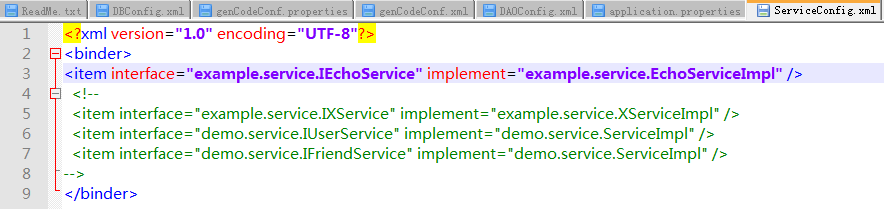 ReadMe.txt DBConfig.xml genCodeConf.properties genCodeConf.xml DAOConfig.xml application.properties ServiceConfig.xml
1 <?xml version="1.0" encoding="UTF-8"?>
2 <binder>
3 <item interface="example.service.IEchoService" implement="example.service.EchoServiceImpl" />
4 <!--
5 <item interface="example.service.IXService" implement="example.service.XServiceImpl" />
6 <item interface="demo.service.IUserService" implement="demo.service.ServiceImpl" />
7 <item interface="demo.service.IFriendService" implement="demo.service.ServiceImpl" />
8 -->
9 </binder>